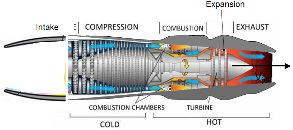 Expansion
Intake
COMPRESSION
COMBUSTION
EXHAUST
COMBUSTION CHAMBERS
TURBINE
COLD
HOT